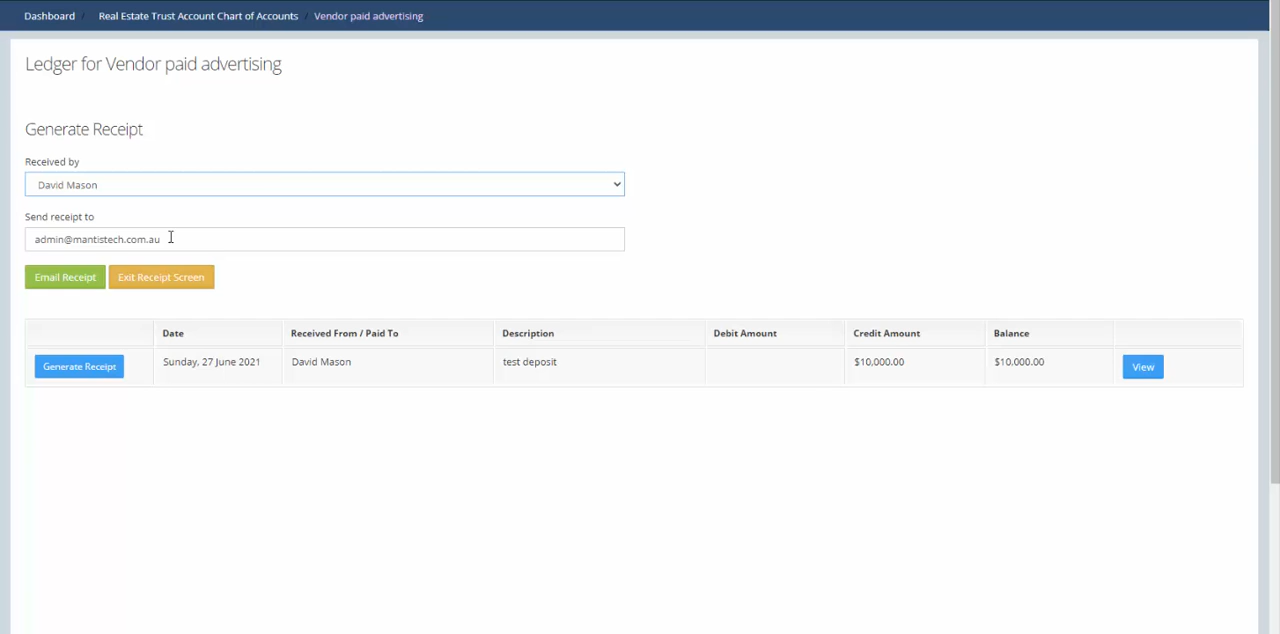 Dashboard / Real Estate Trust Account Chart of Accounts / Vendor paid advertising
Ledger for Vendor paid advertising
Generate Receipt
Received by
David Mason
Send receipt to
admin@mantistech.com.au
Email Receipt Exit Receipt Screen
Date Received From / Paid To Description Debit Amount Credit Amount Balance
Generate Receipt Sunday, 27 June 2021 David Mason test deposit $10,000.00 $10,000.00 View